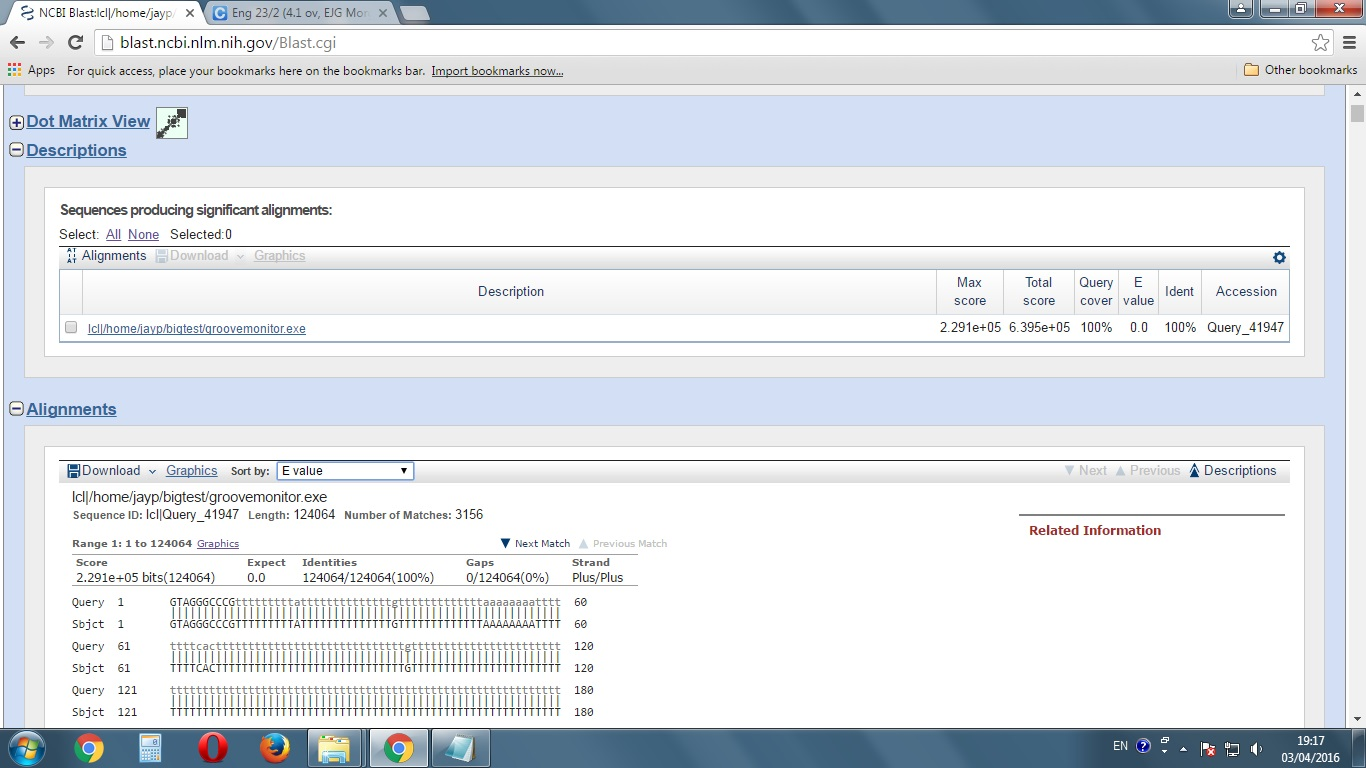 NCBI Blast:lcl|/home/jayp/ Eng 23/2 (4.1 ov, EJG Mor
blast.ncbi.nlm.nih.gov/Blast.cgi
Apps For quick access, place your bookmarks here on the bookmarks bar. Import bookmarks now... Other bookmarks
Dot Matrix View
Descriptions
Sequences producing significant alignments:
Select: All None Selected:0
Alignments Download Graphics
Description Max score Total score Query cover E value Ident Accession
lcl|/home/jayp/bigtest/groovemonitor.exe 2.291e+05 6.395e+05 100% 0.0 100% Query_41947
Alignments
Download Graphics Sort by: E value Next Previous Descriptions
lcl|/home/jayp/bigtest/groovemonitor.exe
Sequence ID: lcl|Query_41947 Length: 124064 Number of Matches: 3156
Related Information
Range 1: 1 to 124064 Graphics Next Match Previous Match
Score Expect Identities Gaps Strand
2.291e+05 bits(124064) 0.0 124064/124064(100%) 0/124064(0%) Plus/Plus
Query 1 GTAGGGCCCGtttttttttatttttttttttttgtttttttttttttaaaaaaaatttt 60
Sbjct 1 GTAGGGCCCGTTTTTTTTTATTTTTTTTTTTTTTGTTTTTTTTTTTTTAAAAAAAATTTT 60
Query 61 ttttcactttttttttttttttttttttttttttttgttttttttttttttttttttttt 120
Sbjct 61 TTTTCACTTTTTTTTTTTTTTTTTTTTTTTTTTTTTGTTTTTTTTTTTTTTTTTTTTTTT 120
Query 121 tttttttttttttttttttttttttttttttttttttttttttttttttttttttttttt 180
Sbjct 121 TTTTTTTTTTTTTTTTTTTTTTTTTTTTTTTTTTTTTTTTTTTTTTTTTTTTTTTTTTTT 180
EN 19:17
03/04/2016